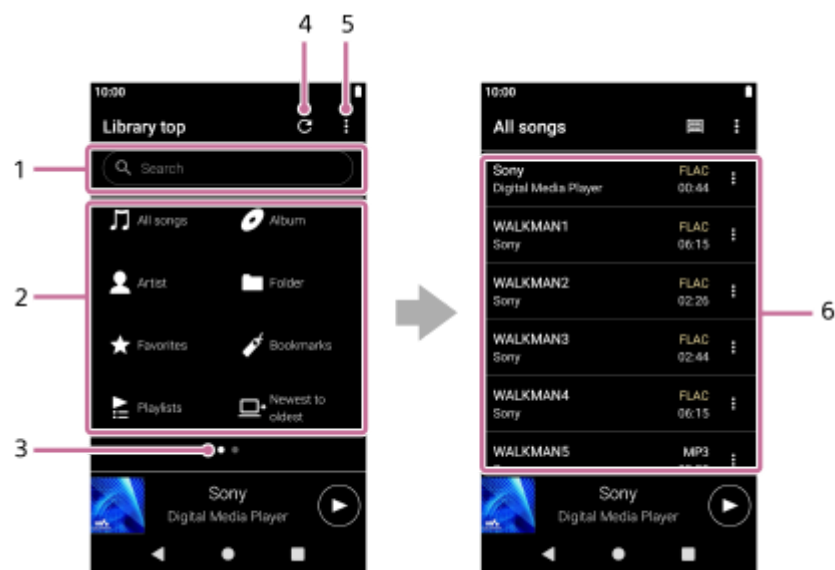 4 5
10:00
Library top
1
Search
All songs Album
2
Artist Folder
Favorites Bookmarks
Playlists Newest to oldest
3
Sony
Digital Media Player
10:00
All songs
Sony FLAC
Digital Media Player 00:44
WALKMAN1 FLAC
Sony 06:15
WALKMAN2 FLAC
Sony 02:26
6
WALKMAN3 FLAC
Sony 02:44
WALKMAN4 FLAC
Sony 06:15
WALKMAN5 MP3
Sony
Digital Media Player